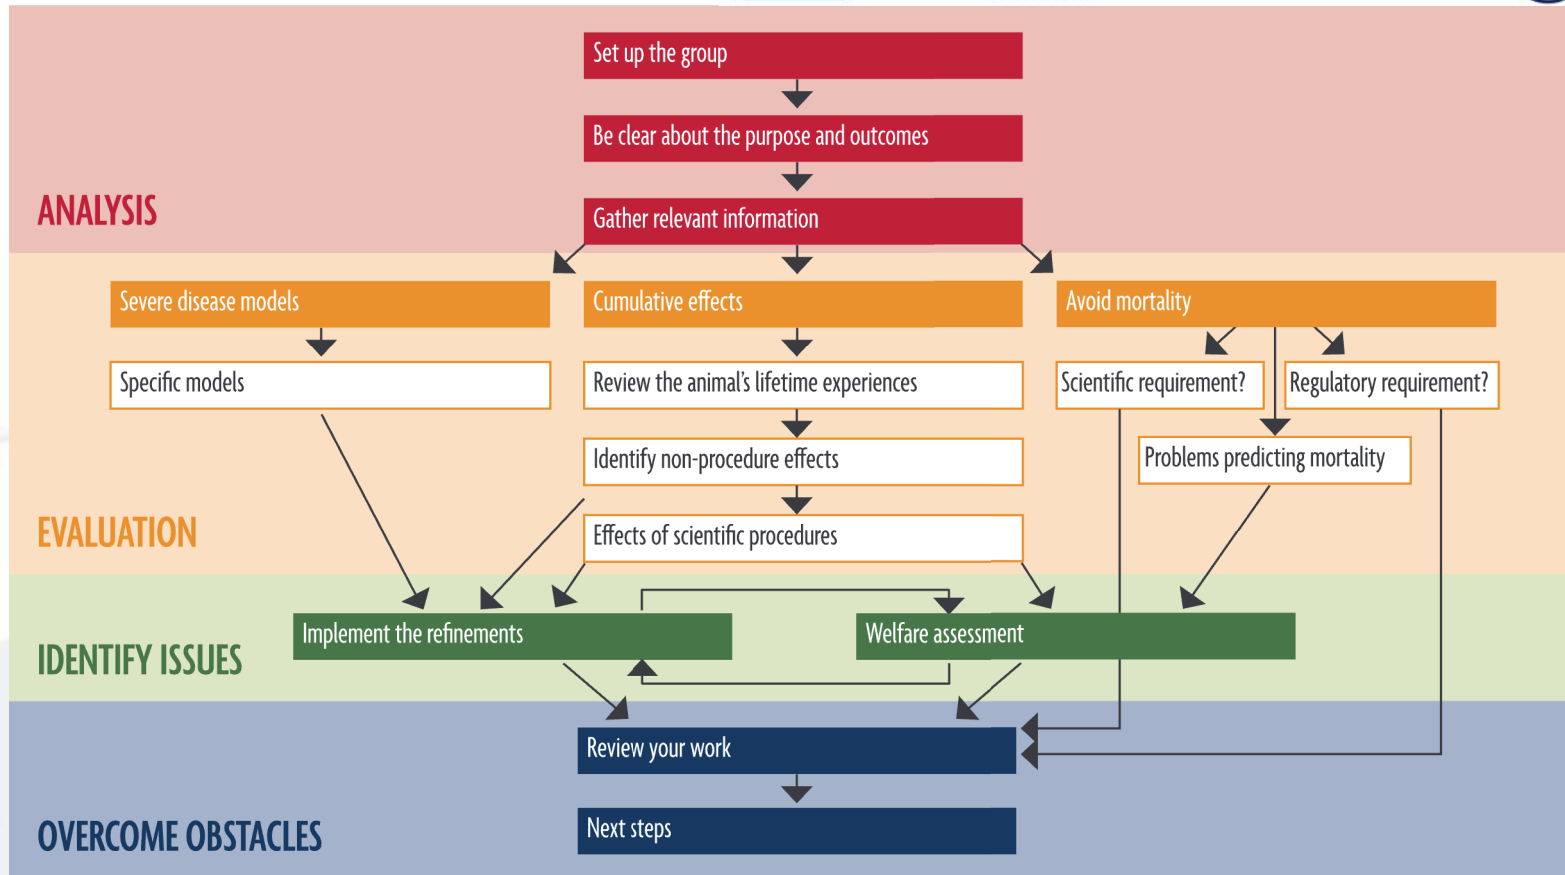 Set up the group
Be clear about the purpose and outcomes
ANALYSIS
Gather relevant information
Severe disease models
Cumulative effects
Avoid mortality
Specific models
Review the animal's lifetime experiences
Scientific requirement?
Regulatory requirement?
Identify non-procedure effects
Problems predicting mortality
EVALUATION
Effects of scientific procedures
IDENTIFY ISSUES
Implement the refinements
Welfare assessment
Review your work
OVERCOME OBSTACLES
Next steps